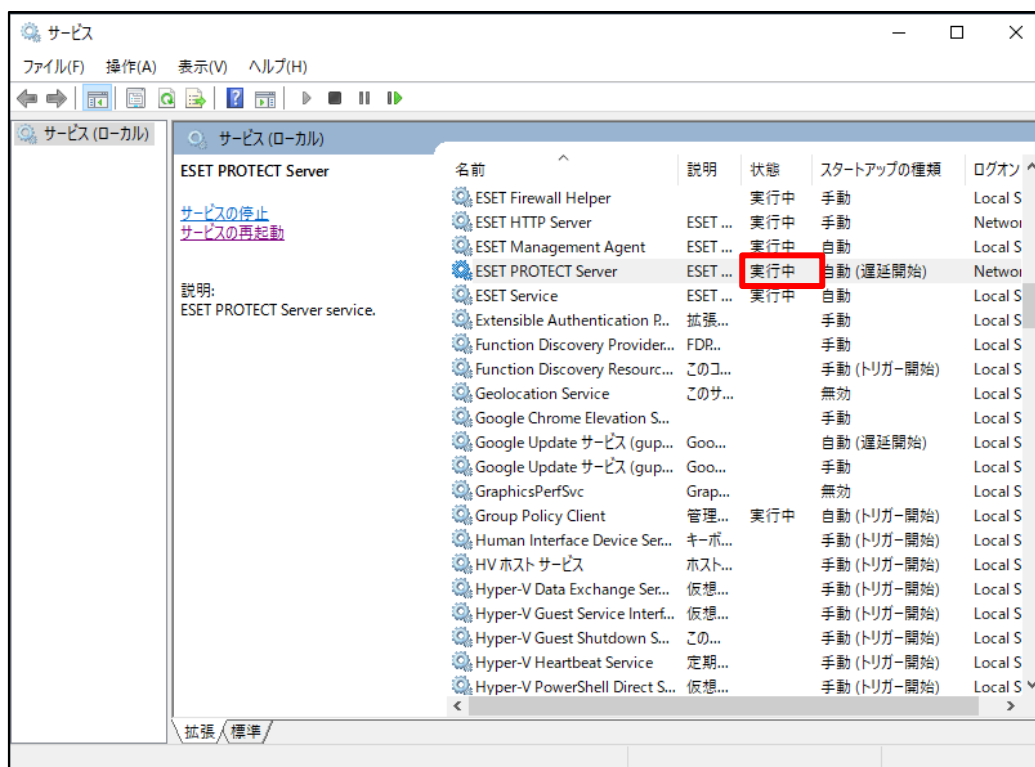 サービス
ファイル(F) 操作(A) 表示(V) ヘルプ(H)
サービス (ローカル)
サービス (ローカル)
ESET PROTECT Server
サービスの停止
サービスの再起動
説明:
ESET PROTECT Server service.
名前 説明 状態 スタートアップの種類 ログオン
ESET Firewall Helper 実行中 手動 Local S
ESET HTTP Server ESET ... 実行中 手動 Networ
ESET Management Agent ESET ... 実行中 自動 Local S
ESET PROTECT Server ESET ... 実行中 自動 (遅延開始) Networ
ESET Service ESET ... 実行中 自動 Local S
Extensible Authentication P... 拡張... 手動 Local S
Function Discovery Provider... FDP... 手動 Local S
Function Discovery Resourc... このコ... 手動 (トリガー開始) Local S
Geolocation Service このサ... 無効 Local S
Google Chrome Elevation S... 手動 Local S
Google Update サービス (gup... Goo... 自動 (遅延開始) Local S
Google Update サービス (gup... Goo... 手動 Local S
GraphicsPerfSvc Grap... 無効 Local S
Group Policy Client 管理... 実行中 自動 (トリガー開始) Local S
Human Interface Device Ser... キーボ... 手動 (トリガー開始) Local S
HV ホスト サービス ホスト... 手動 (トリガー開始) Local S
Hyper-V Data Exchange Ser... 仮想... 手動 (トリガー開始) Local S
Hyper-V Guest Service Interf... 仮想... 手動 (トリガー開始) Local S
Hyper-V Guest Shutdown S... この... 手動 (トリガー開始) Local S
Hyper-V Heartbeat Service 定期... 手動 (トリガー開始) Local S
Hyper-V PowerShell Direct S... 仮想... 手動 (トリガー開始) Local S
拡張 標準